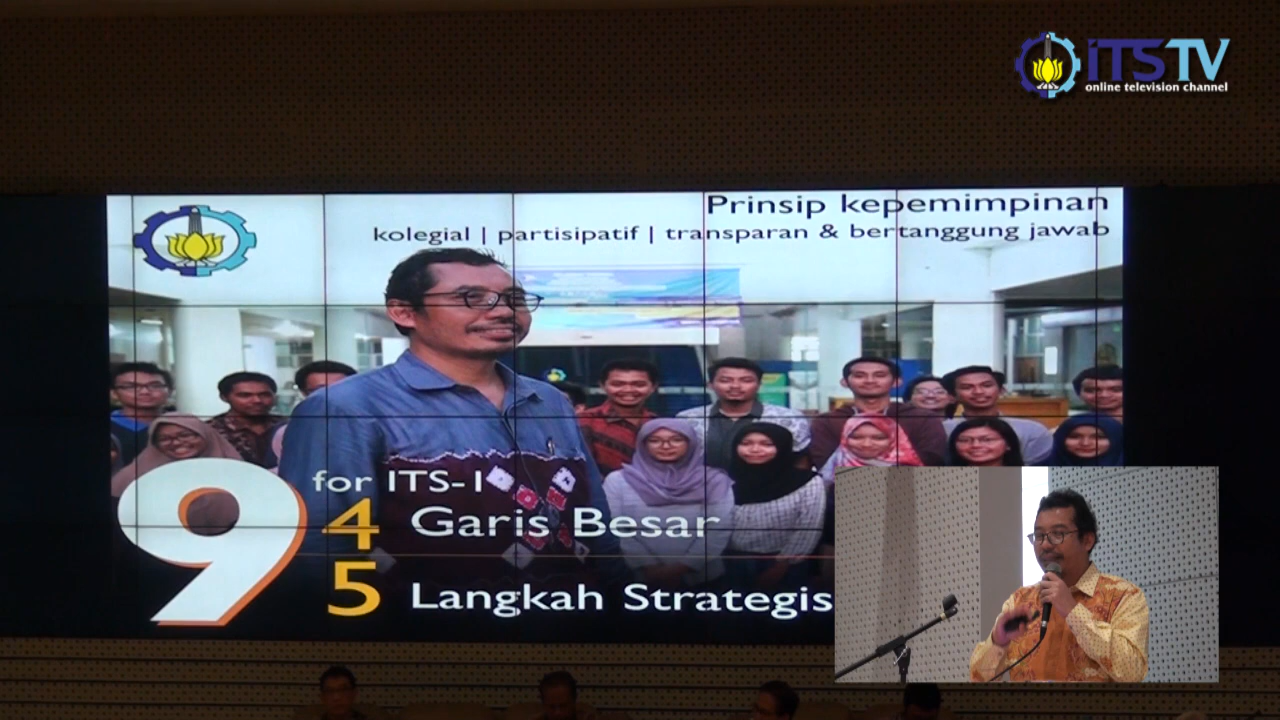 iTSTV
online television channel
Prinsip kepemimpinan
kolegial | partisipatif | transparan & bertanggung jawab
9 for ITS-1
4 Garis Besar
5 Langkah Strategis